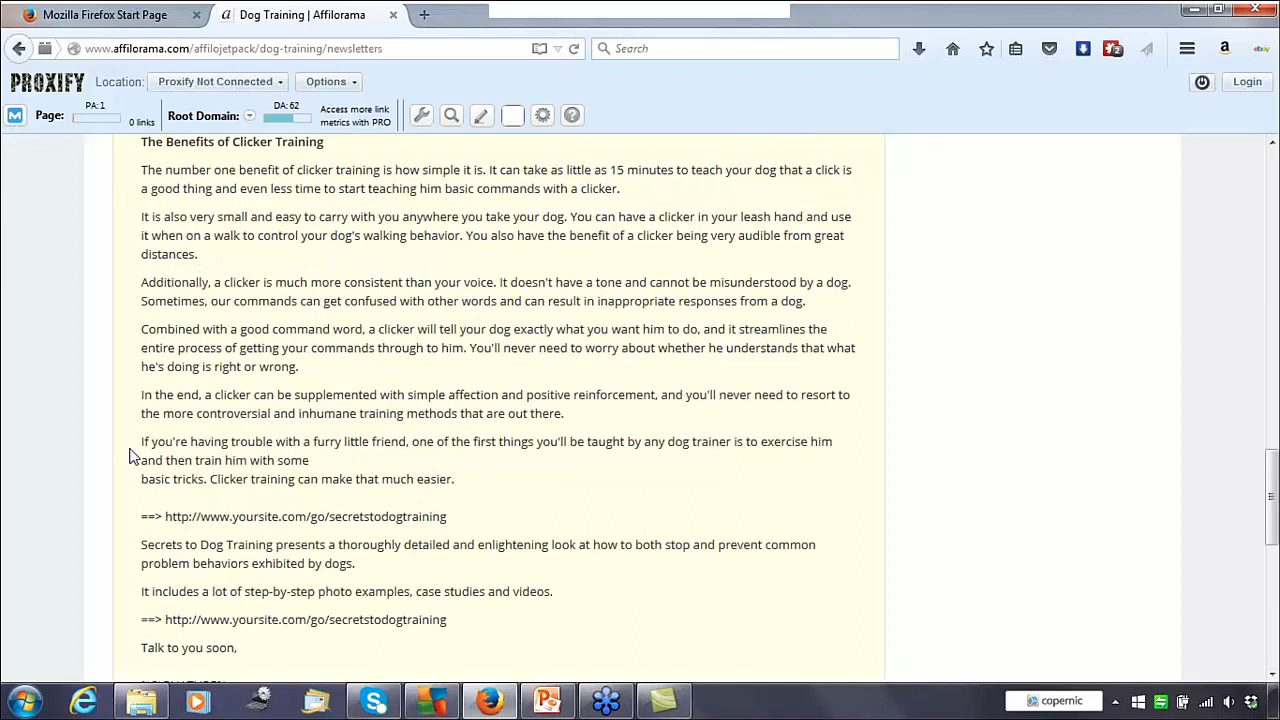 Mozilla Firefox Start Page
Dog Training | Affilorama
www.affilorama.com/affilojetpack/dog-training/newsletters
Search
2
PROXIFY
Location:
Proxify Not Connected
Options
Login
Page:
PA: 1
0 links
Root Domain:
DA: 62
Access more link
metrics with PRO
The Benefits of Clicker Training
The number one benefit of clicker training is how simple it is. It can take as little as 15 minutes to teach your dog that a click is
a good thing and even less time to start teaching him basic commands with a clicker.
It is also very small and easy to carry with you anywhere you take your dog. You can have a clicker in your leash hand and use
it when on a walk to control your dog's walking behavior. You also have the benefit of a clicker being very audible from great
distances.
Additionally, a clicker is much more consistent than your voice. It doesn't have a tone and cannot be misunderstood by a dog.
Sometimes, our commands can get confused with other words and can result in inappropriate responses from a dog.
Combined with a good command word, a clicker will tell your dog exactly what you want him to do, and it streamlines the
entire process of getting your commands through to him. You'll never need to worry about whether he understands that what
he's doing is right or wrong.
In the end, a clicker can be supplemented with simple affection and positive reinforcement, and you'll never need to resort to
the more controversial and inhumane training methods that are out there.
If you're having trouble with a furry little friend, one of the first things you'll be taught by any dog trainer is to exercise him
and then train him with some
basic tricks. Clicker training can make that much easier.
==> http://www.yoursite.com/go/secretstodogtraining
Secrets to Dog Training presents a thoroughly detailed and enlightening look at how to both stop and prevent common
problem behaviors exhibited by dogs.
It includes a lot of step-by-step photo examples, case studies and videos.
==> http://www.yoursite.com/go/secretstodogtraining
Talk to you soon,
copernic